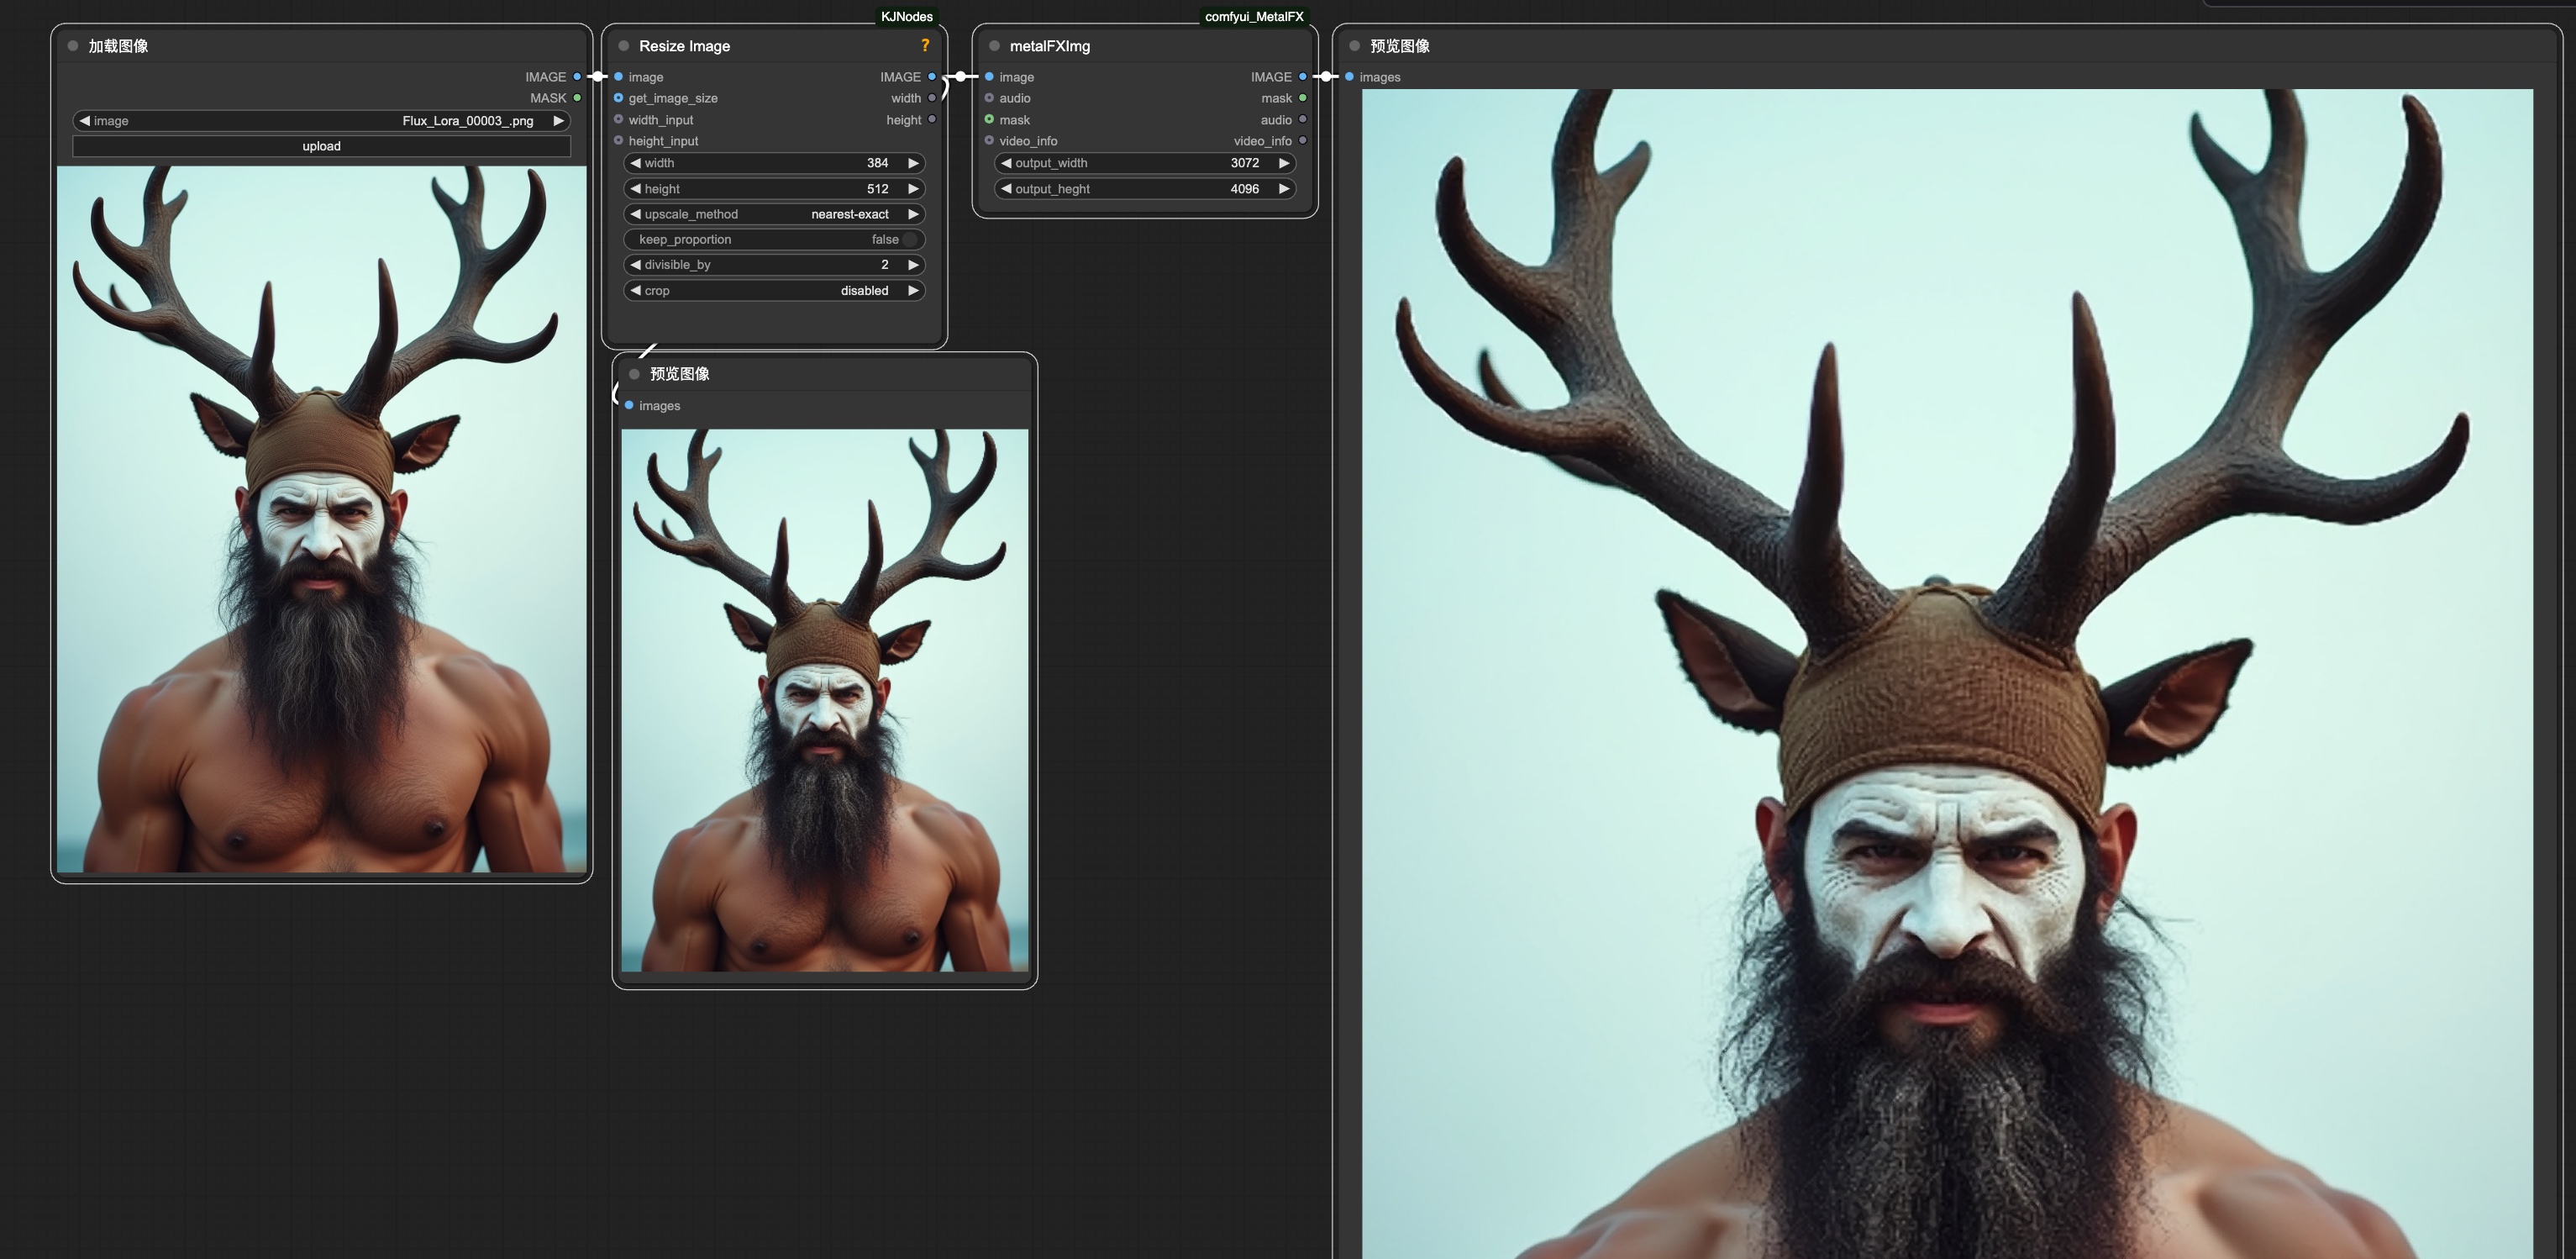 KJNodes
comfyui_MetalFX
加载图像
IMAGE
MASK
image
Flux_Lora_00003_.png
upload
Resize Image
?
image
IMAGE
get_image_size
width
width_input
height
height_input
width
384
height
512
upscale_method
nearest-exact
keep_proportion
false
divisible_by
2
crop
disabled
预览图像
images
metalFXImg
image
IMAGE
audio
mask
mask
audio
video_info
video_info
output_width
3072
output_heght
4096
预览图像
images